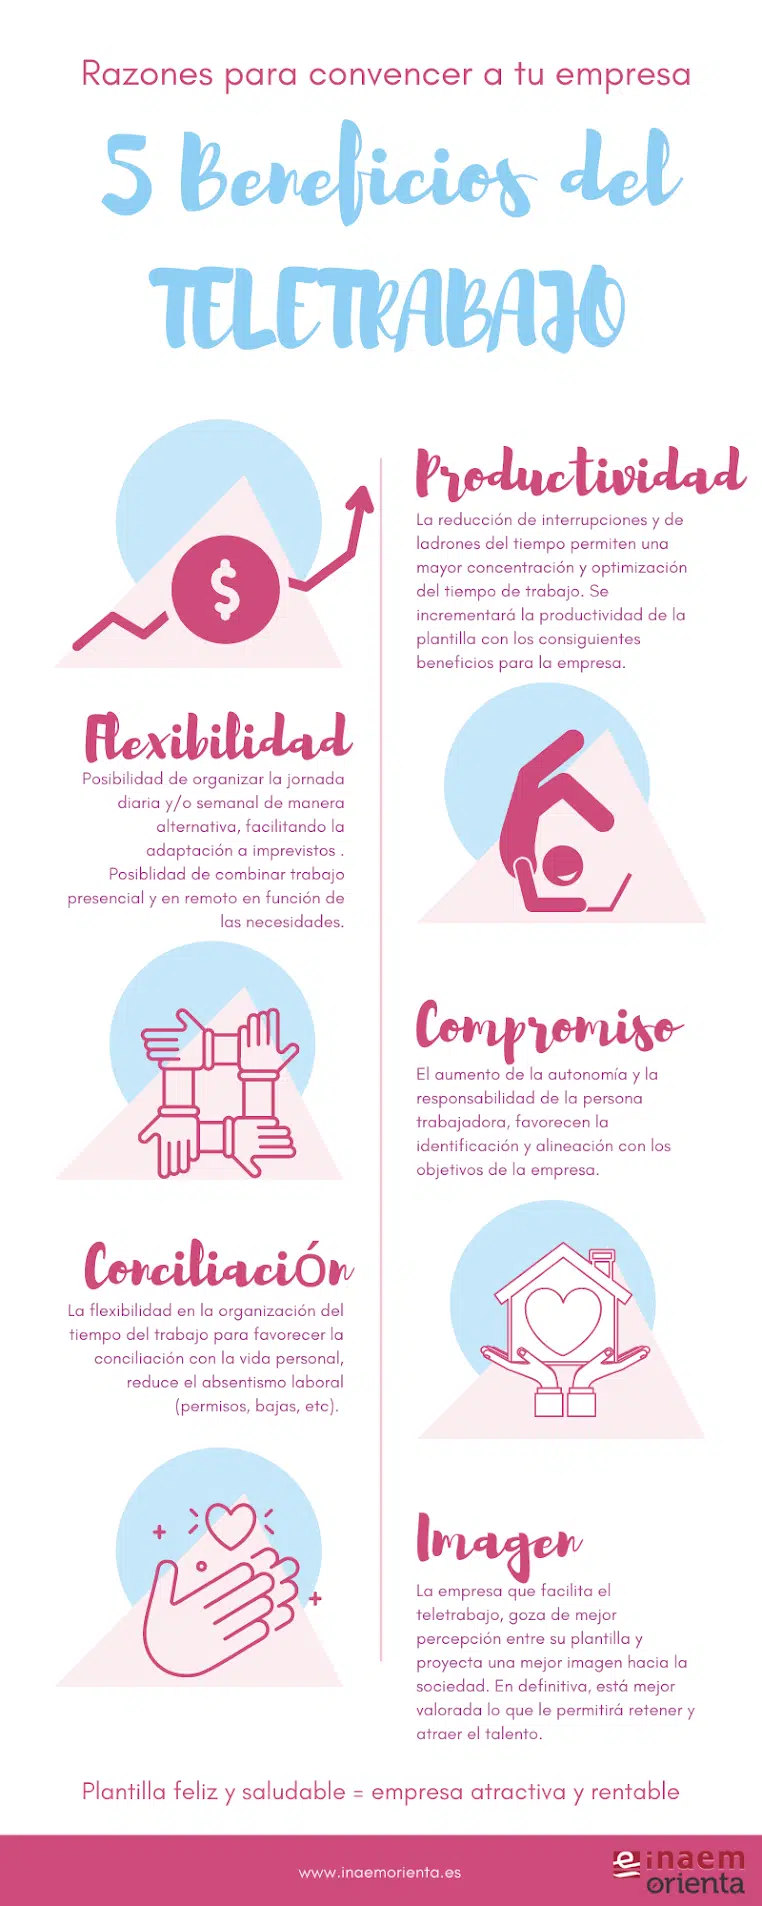 Razones para convencer a tu empresa
5 Beneficios del
TELETRABAJO
Productividad
La reducción de interrupciones y de
ladrones del tiempo permiten una
mayor concentración y optimización
del tiempo de trabajo. Se
incrementará la productividad de la
plantilla con los consiguientes
beneficios para la empresa.
$
Flexibilidad
Posibilidad de organizar la jornada
diaria y/o semanal de manera
alternativa, facilitando la
adaptación a imprevistos .
Posiblidad de combinar trabajo
presencial y en remoto en función de
las necesidades.
Compromiso
El aumento de la autonomía y la
responsabilidad de la persona
trabajadora, favorecen la
identificación y alineación con los
objetivos de la empresa.
Conciliación
La flexibilidad en la organización del
tiempo del trabajo para favorecer la
conciliación con la vida personal,
reduce el absentismo laboral
(permisos, bajas, etc).
Imagen
La empresa que facilita el
teletrabajo, goza de mejor
percepción entre su plantilla y
proyecta una mejor imagen hacia la
sociedad. En definitiva, está mejor
valorada lo que le permitirá retener y
atraer el talento.
Plantilla feliz y saludable = empresa atractiva y rentable
www.inaemorienta.es
e inaem
orienta